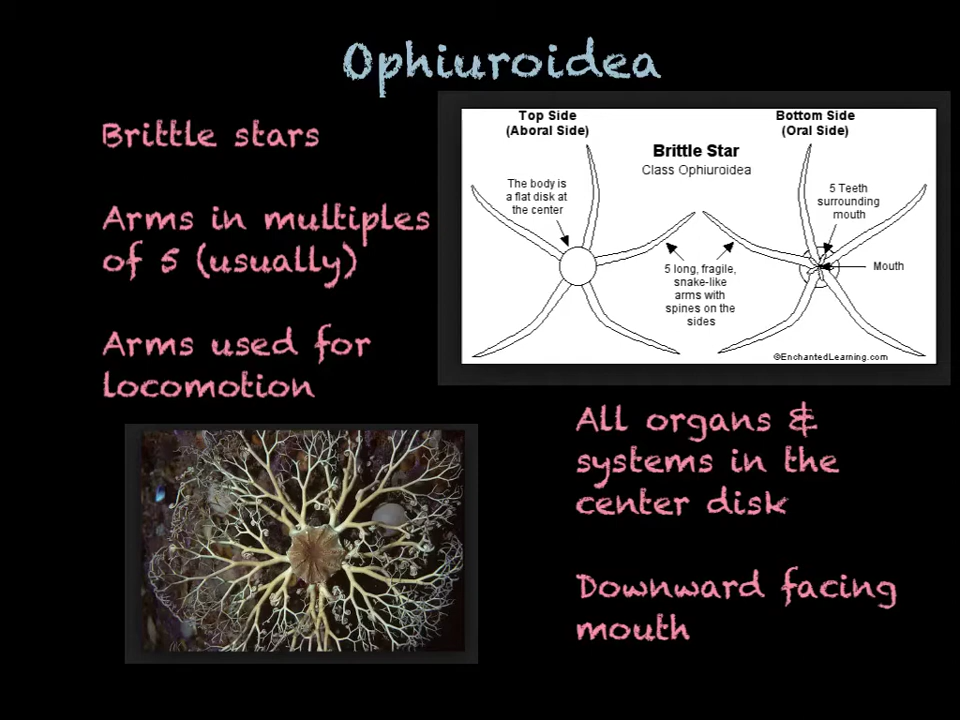 Ophiuroidea
Brittle stars
Arms in multiples
of 5 (usually)
Arms used for
locomotion
Top Side
(Aboral Side)
Bottom Side
(Oral Side)
Brittle Star
Class Ophiuroidea
The body is
a flat disk at
the center
5 Teeth
surrounding
mouth
Mouth
5 long, fragile,
snake-like
arms with
spines on the
sides
©EnchantedLearning.com
All organs &
systems in the
center disk
Downward facing
mouth